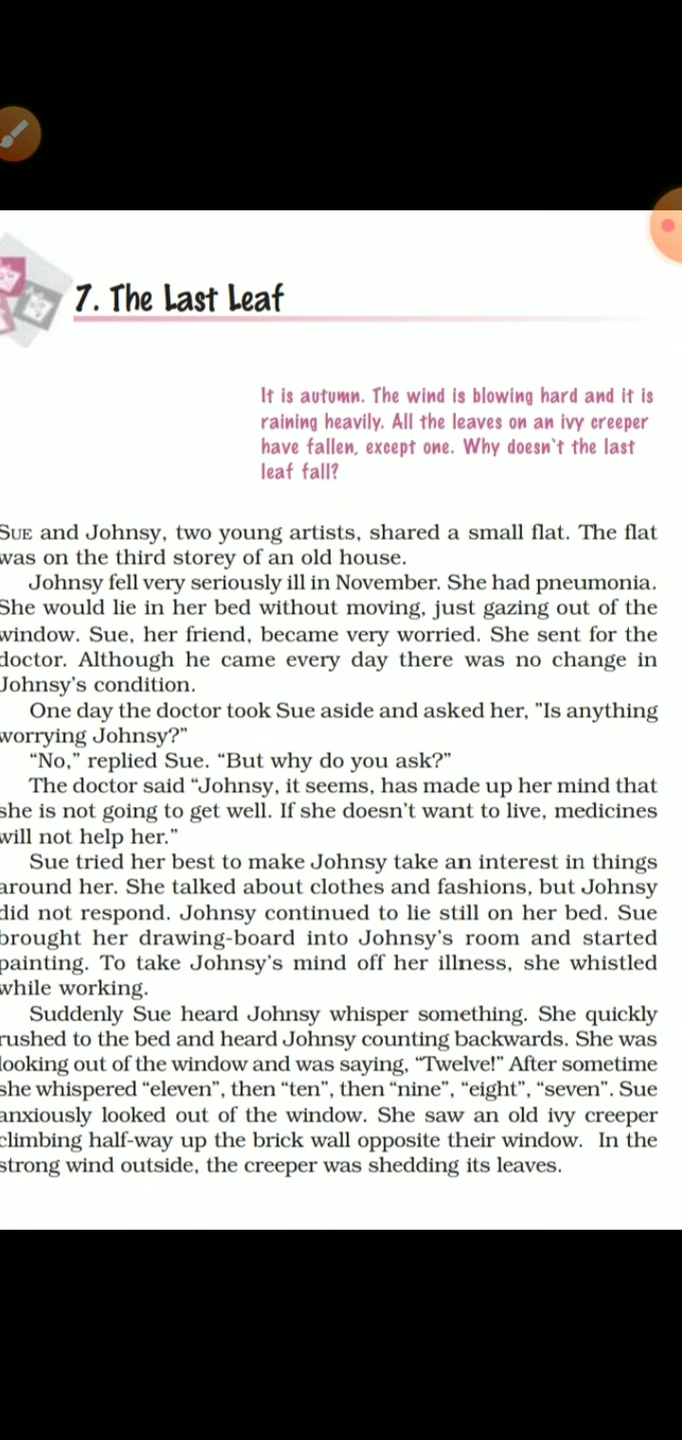 7. The Last Leaf
It is autumn. The wind is blowing hard and it is
raining heavily. All the leaves on an ivy creeper
have fallen, except one. Why doesn't the last
leaf fall?
SUE and Johnsy, two young artists, shared a small flat. The flat
was on the third storey of an old house.
Johnsy fell very seriously ill in November. She had pneumonia.
She would lie in her bed without moving, just gazing out of the
window. Sue, her friend, became very worried. She sent for the
doctor. Although he came every day there was no change in
Johnsy's condition.
One day the doctor took Sue aside and asked her, "Is anything
worrying Johnsy?"
“No,” replied Sue. “But why do you ask?”
The doctor said “Johnsy, it seems, has made up her mind that
she is not going to get well. If she doesn't want to live, medicines
will not help her.”
Sue tried her best to make Johnsy take an interest in things
around her. She talked about clothes and fashions, but Johnsy
did not respond. Johnsy continued to lie still on her bed. Sue
brought her drawing-board into Johnsy's room and started
painting. To take Johnsy's mind off her illness, she whistled
while working.
Suddenly Sue heard Johnsy whisper something. She quickly
rushed to the bed and heard Johnsy counting backwards. She was
looking out of the window and was saying, “Twelve!” After sometime
she whispered “eleven”, then “ten”, then “nine”, “eight”, “seven”. Sue
anxiously looked out of the window. She saw an old ivy creeper
climbing half-way up the brick wall opposite their window. In the
strong wind outside, the creeper was shedding its leaves.